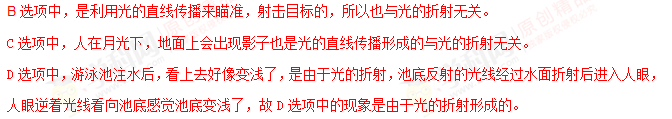 B 选项中，是利用光的直线传播来瞄准，射击目标的，所以也与光的折射无关。
C 选项中，人在月光下，地面上会出现影子也是光的直线传播形成的与光的折射无关。
D 选项中，游泳池注水后，看上去好像变浅了，是由于光的折射，池底反射的光线经过水面折射后进入人眼，
人眼逆着光线看向池底感觉池底变浅了，故 D 选项中的现象是由于光的折射形成的。